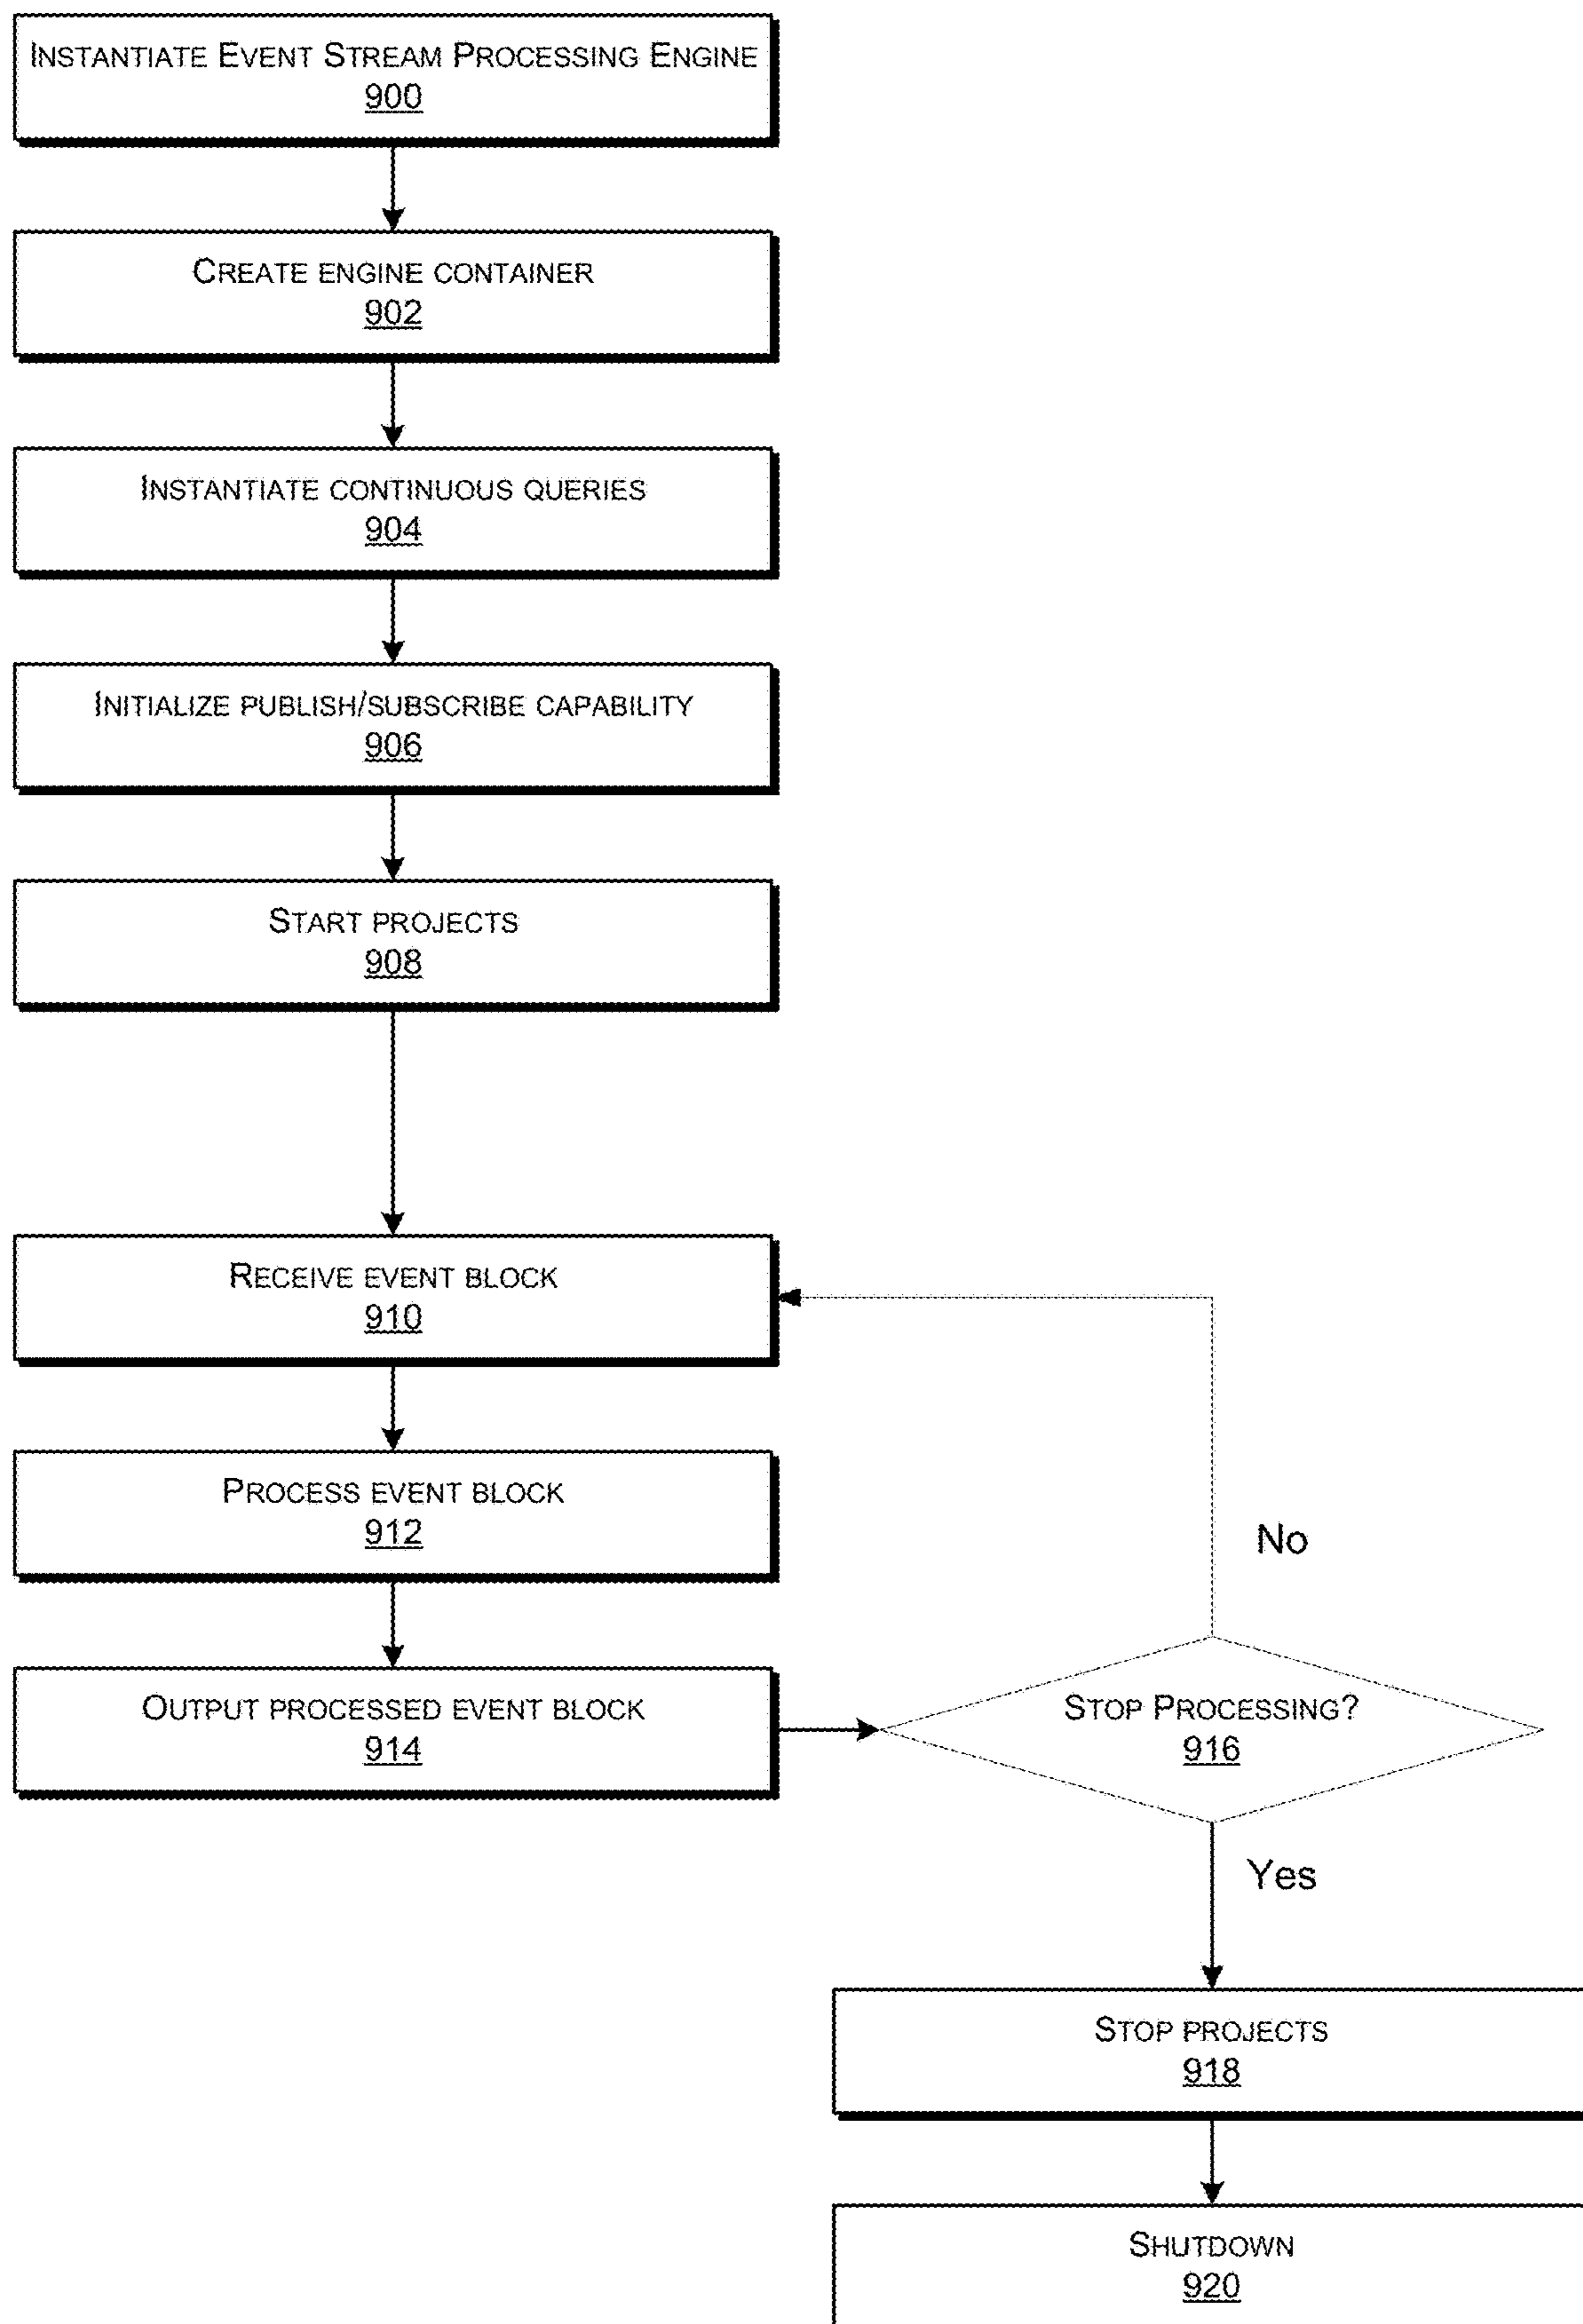 INSTANTIATE EVENT STREAM PROCESSING ENGINE
900
CREATE ENGINE CONTAINER
902
INSTANTIATE CONTINUOUS QUERIES
904
INITIALIZE PUBLISH/SUBSCRIBE CAPABILITY
906
START PROJECTS
908
RECEIVE EVENT BLOCK
910
PROCESS EVENT BLOCK
912
No
OUTPUT PROCESSED EVENT BLOCK
914
STOP PROCESSING?
916
Yes
STOP PROJECTS
918
SHUTDOWN
920